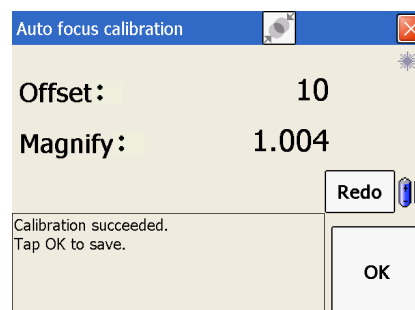 Auto focus calibration
Offset: 10
Magnify: 1.004
Redo
Calibration succeeded.
Tap OK to save.
OK